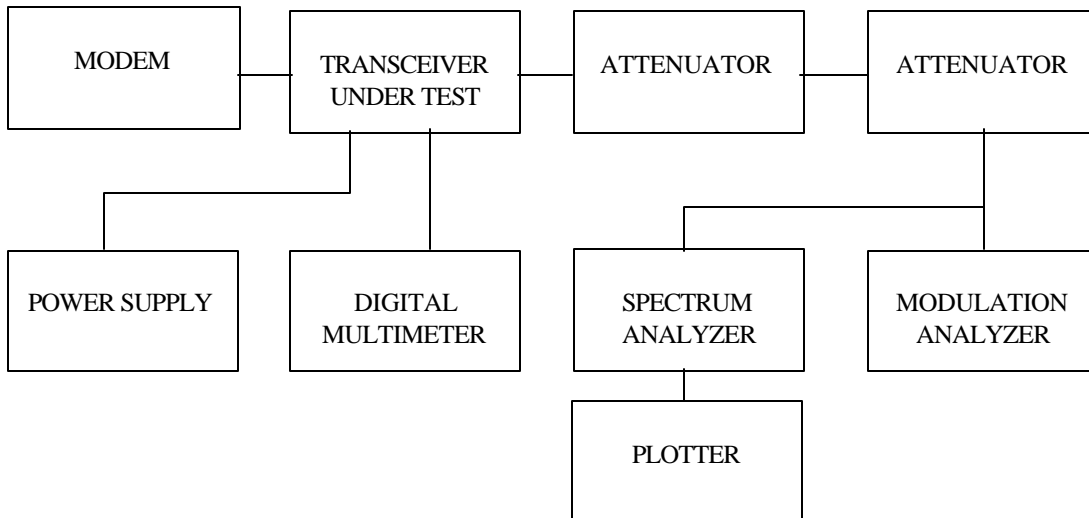 MODEM
TRANSCEIVER
UNDER TEST
ATTENUATOR
ATTENUATOR
POWER SUPPLY
DIGITAL
MULTIMETER
SPECTRUM
ANALYZER
MODULATION
ANALYZER
PLOTTER